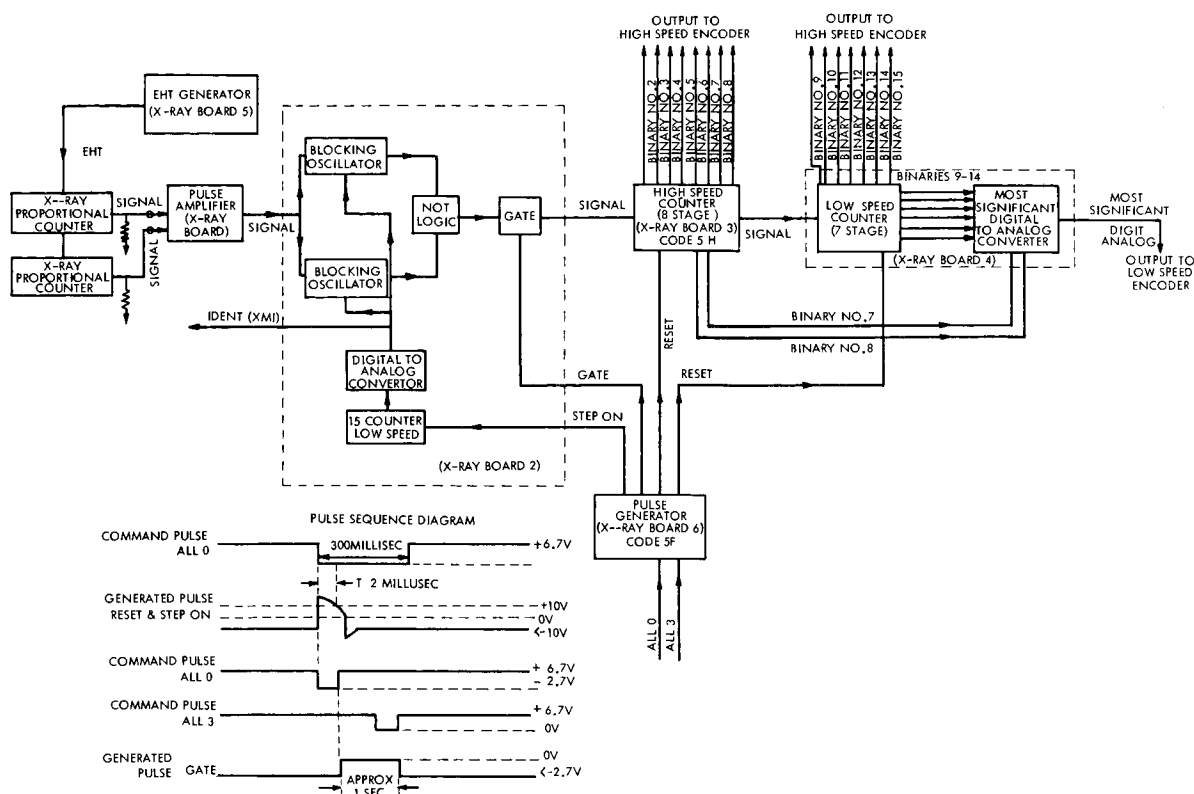 OUTPUT TO
HIGH SPEED ENCODER
OUTPUT TO
HIGH SPEED ENCODER
BINARY NO.2
BINARY NO.3
BINARY NO.4
BINARY NO.5
BINARY NO.6
BINARY NO.7
BINARY NO.8
BINARY NO.9
BINARY NO.10
BINARY NO.11
BINARY NO.12
BINARY NO.13
BINARY NO.14
BINARY NO.15
EHT GENERATOR
(X-RAY BOARD 5)
EHT
X--RAY
PROPORTIONAL
COUNTER
X-RAY
PROPORTIONAL
COUNTER
SIGNAL
SIGNAL
PULSE
AMPLIFIER
(X-RAY
BOARD)
SIGNAL
BLOCKING
OSCILLATOR
BLOCKING
OSCILLATOR
NOT
LOGIC
GATE
SIGNAL
HIGH SPEED
COUNTER
(8 STAGE)
(X-RAY BOARD 3)
CODE 5 H
SIGNAL
BINARIES 9-14
LOW SPEED
COUNTER
(7 STAGE)
MOST
SIGNIFICANT
DIGITAL
TO ANALOG
CONVERTER
(X-RAY BOARD 4)
MOST
SIGNIFICANT
DIGIT ANALOG
OUTPUT TO
LOW SPEED
ENCODER
IDENT (XMI)
DIGITAL TO
ANALOG
CONVERTOR
15 COUNTER
LOW SPEED
(X-RAY BOARD 2)
GATE
STEP ON
RESET
RESET
BINARY NO.7
BINARY NO.8
PULSE
GENERATOR
(X--RAY BOARD 6)
CODE 5F
ALL 0
ALL 3
PULSE SEQUENCE DIAGRAM
COMMAND PULSE
ALL 0
300MILLISEC
+6.7V
T 2 MILLUSEC
GENERATED PULSE
RESET & STEP ON
+10V
0V
<-10V
COMMAND PULSE
ALL 0
+ 6.7V
- 2.7V
COMMAND PULSE
ALL 3
+ 6.7V
0V
GENERATED
PULSE GATE
0V
<-2.7V
APPROX
1 SEC